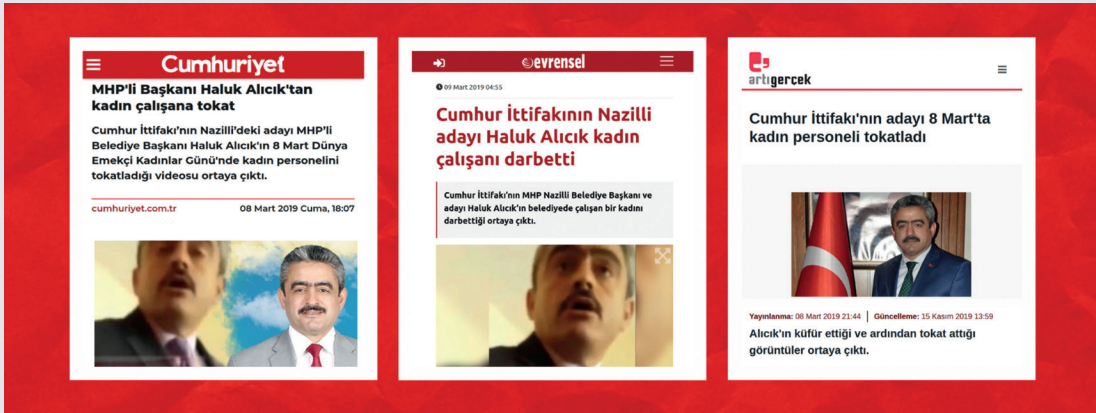 Cumhuriyet
MHP'li Başkanı Haluk Alıcık'tan
kadın çalışana tokat
Cumhur İttifakı'nın Nazilli'deki adayı MHP'li
Belediye Başkanı Haluk Alıcık'ın 8 Mart Dünya
Emekçi Kadınlar Günü'nde kadın personelini
tokatladığı videosu ortaya çıktı.
cumhuriyet.com.tr 08 Mart 2019 Cuma, 18:07
evrensel
09 Mart 2019 04:55
Cumhur İttifakının Nazilli
adayı Haluk Alıcık kadın
çalışanı darbetti
Cumhur İttifakı'nın MHP Nazilli Belediye Başkanı ve
adayı Haluk Alıcık'ın belediyede çalışan bir kadını
darbettiği ortaya çıktı.
artıgerçek
Cumhur İttifakı'nın adayı 8 Mart'ta
kadın personeli tokatladı
Yayınlanma: 08 Mart 2019 21:44 | Güncelleme: 15 Kasım 2019 13:59
Alıcık'ın küfür ettiği ve ardından tokat attığı
görüntüler ortaya çıktı.